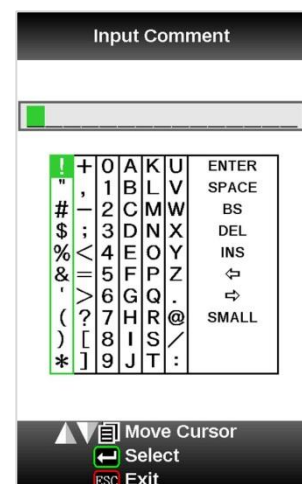 Input Comment
! + 0 A K U ENTER
" , 1 B L V SPACE
# − 2 C M W BS
$ ; 3 D N X DEL
% < 4 E O Y INS
& = 5 F P Z ⇦
' > 6 G Q . ⇨
( ? 7 H R @ SMALL
) [ 8 I S /
* ] 9 J T :
Move Cursor
Select
ESC Exit